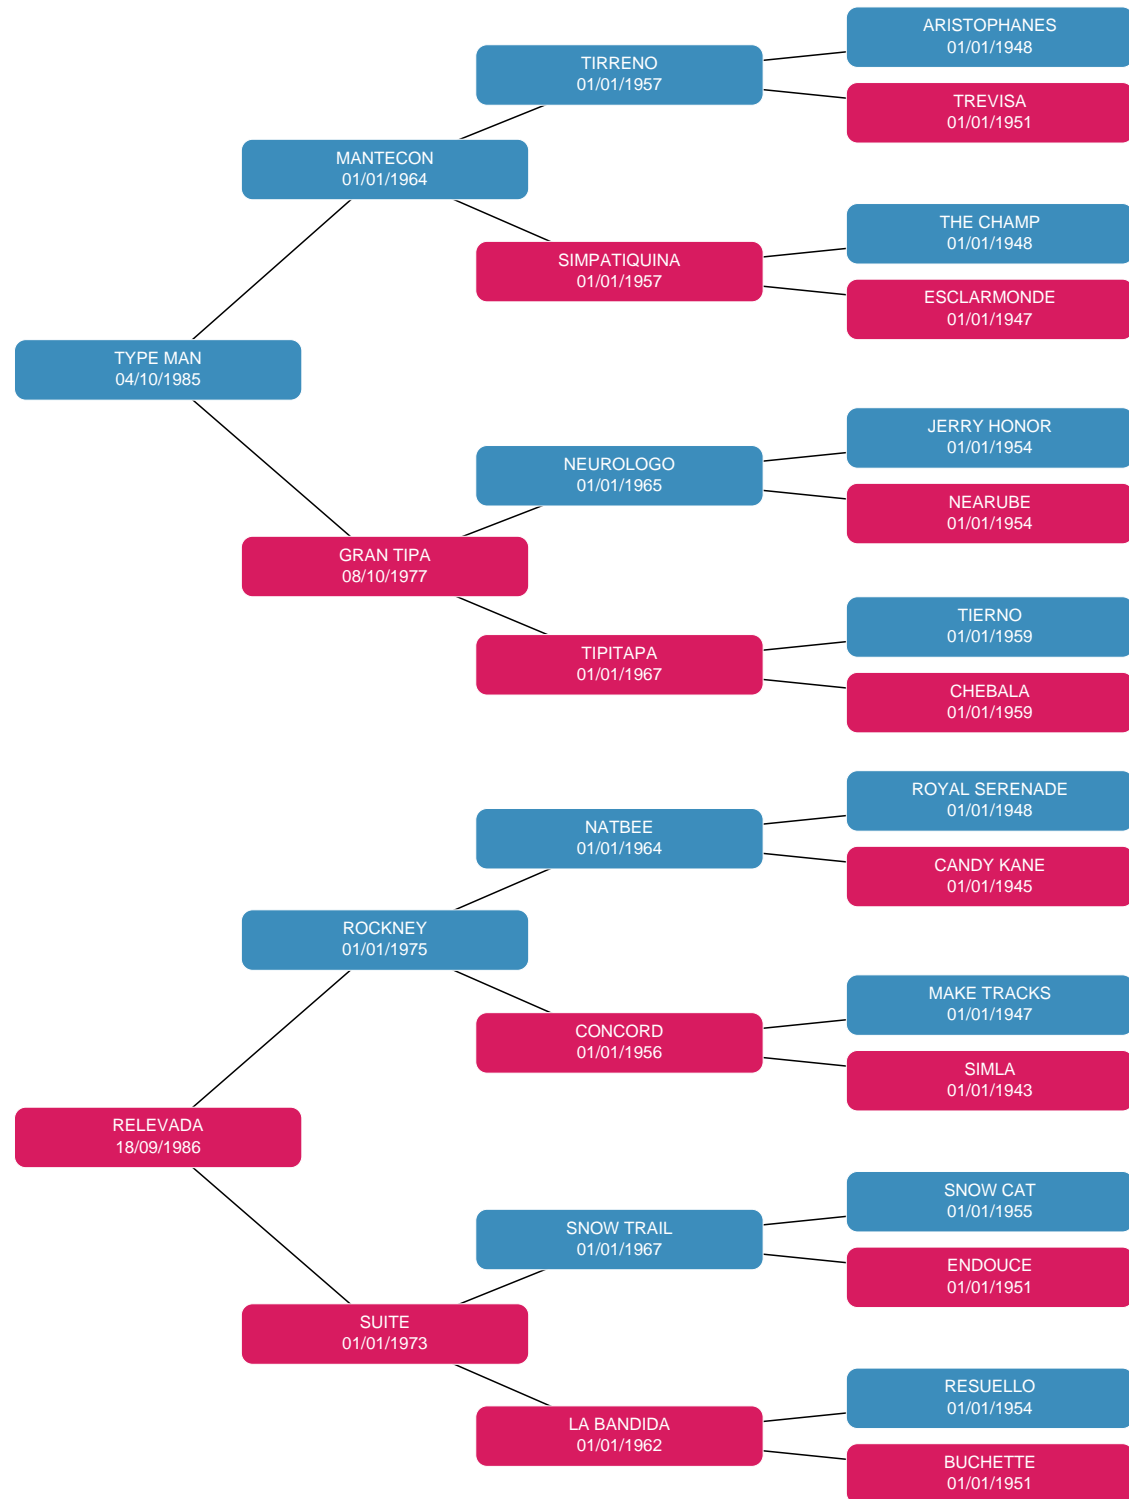 ARISTOPHANES
01/01/1948
TIRRENO
01/01/1957
TREVISA
01/01/1951
MANTECON
01/01/1964
THE CHAMP
01/01/1948
SIMPATIQUINA
01/01/1957
ESCLARMONDE
01/01/1947
TYPE MAN
04/10/1985
JERRY HONOR
01/01/1954
NEUROLOGO
01/01/1965
NEARUBE
01/01/1954
GRAN TIPA
08/10/1977
TIERNO
01/01/1959
TIPITAPA
01/01/1967
CHEBALA
01/01/1959
ROYAL SERENADE
01/01/1948
NATBEE
01/01/1964
CANDY KANE
01/01/1945
ROCKNEY
01/01/1975
MAKE TRACKS
01/01/1947
CONCORD
01/01/1956
SIMLA
01/01/1943
RELEVADA
18/09/1986
SNOW CAT
01/01/1955
SNOW TRAIL
01/01/1967
ENDOUCE
01/01/1951
SUITE
01/01/1973
RESUELLO
01/01/1954
LA BANDIDA
01/01/1962
BUCHETTE
01/01/1951